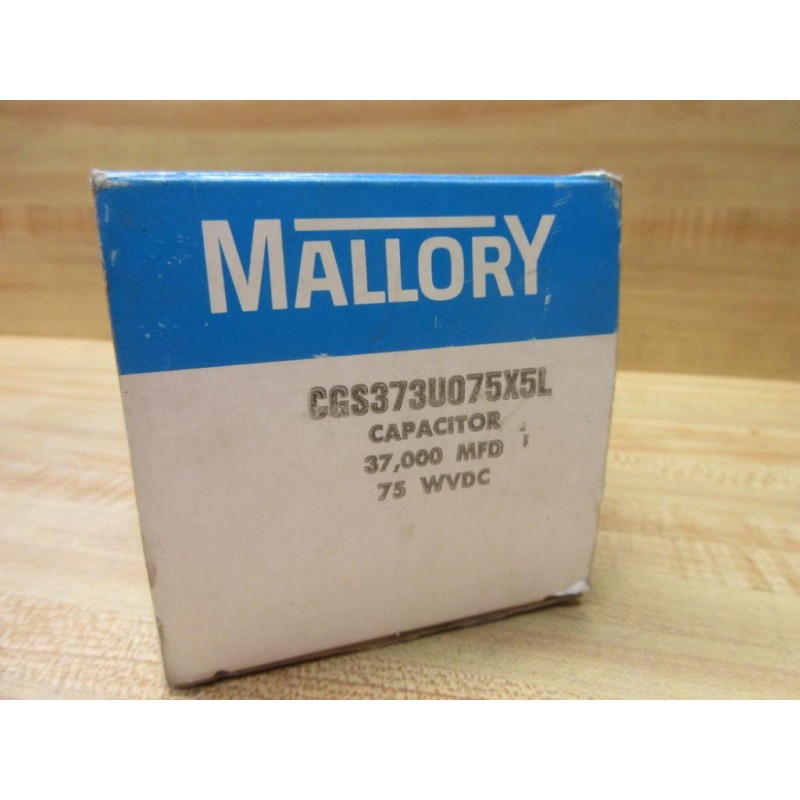 MALLORY
CGS373U075X5L
CAPACITOR
37,000 MFD
75 WVDC